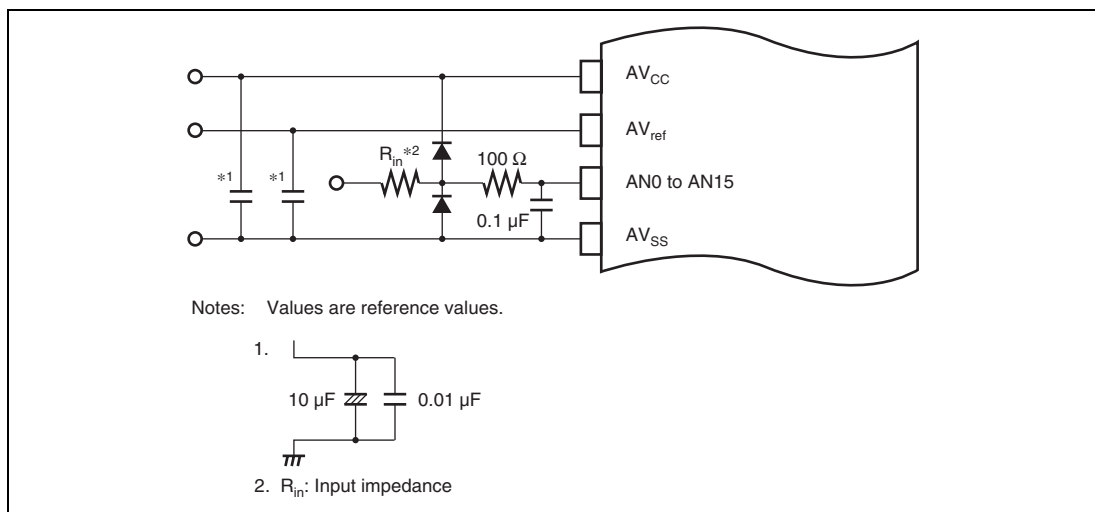 AVCC
AVref
Rin*2
100 Ω
*1
*1
AN0 to AN15
0.1 µF
AVSS
Notes: Values are reference values.
1.
10 µF
0.01 µF
2. Rin: Input impedance